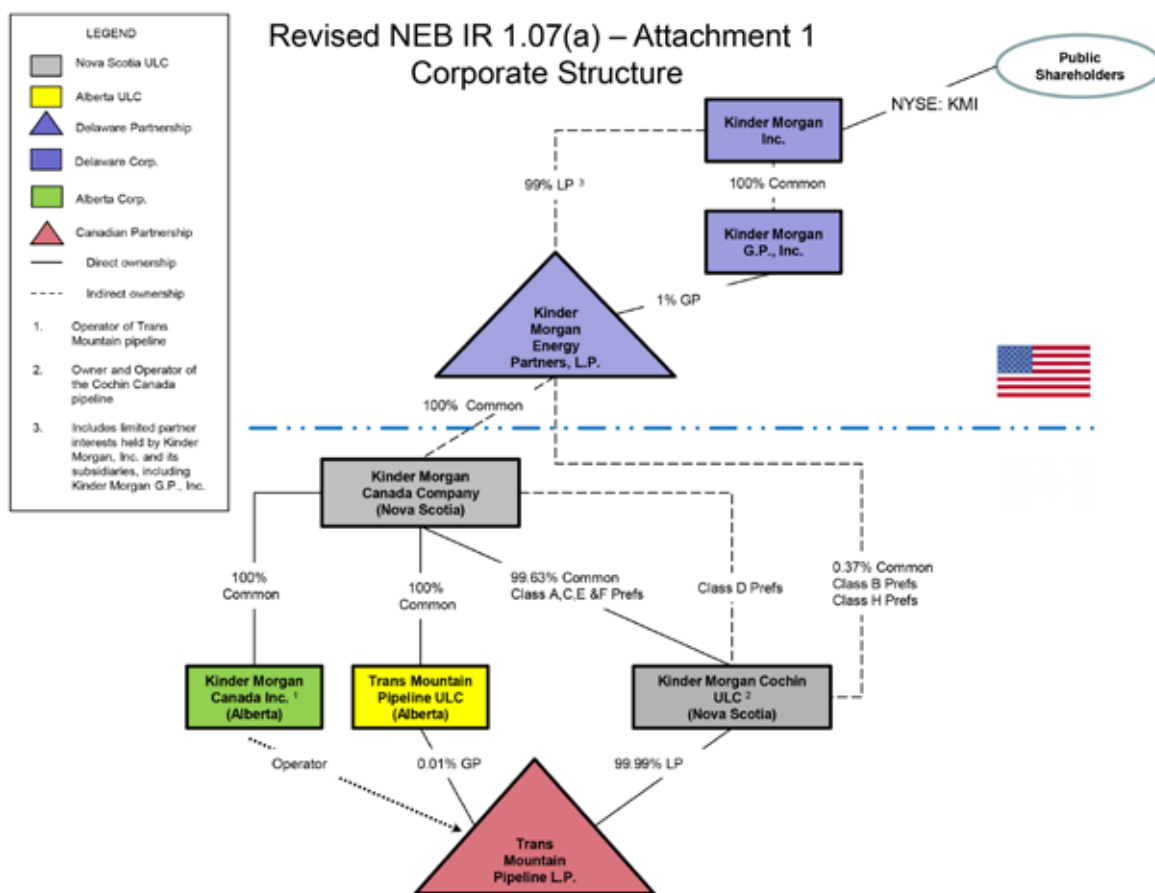 Revised NEB IR 1.07(a) – Attachment 1
Corporate Structure
LEGEND
Nova Scotia ULC
Alberta ULC
Delaware Partnership
Delaware Corp.
Alberta Corp.
Canadian Partnership
Direct ownership
Indirect ownership
1. Operator of Trans
Mountain pipeline
2. Owner and Operator of
the Cochin Canada
pipeline
3. Includes limited partner
interests held by Kinder
Morgan, Inc. and its
subsidiaries, including
Kinder Morgan G.P., Inc.
Public
Shareholders
NYSE: KMI
Kinder Morgan
Inc.
99% LP 3
100% Common
Kinder Morgan
G.P., Inc.
1% GP
Kinder
Morgan
Energy
Partners, L.P.
100% Common
Kinder Morgan
Canada Company
(Nova Scotia)
100%
Common
100%
Common
99.63% Common
Class A,C,E &F Prefs
Class D Prefs
0.37% Common
Class B Prefs
Class H Prefs
Kinder Morgan
Canada Inc. 1
(Alberta)
Trans Mountain
Pipeline ULC
(Alberta)
Kinder Morgan Cochin
ULC 2
(Nova Scotia)
Operator
0.01% GP
99.99% LP
Trans
Mountain
Pipeline L.P.